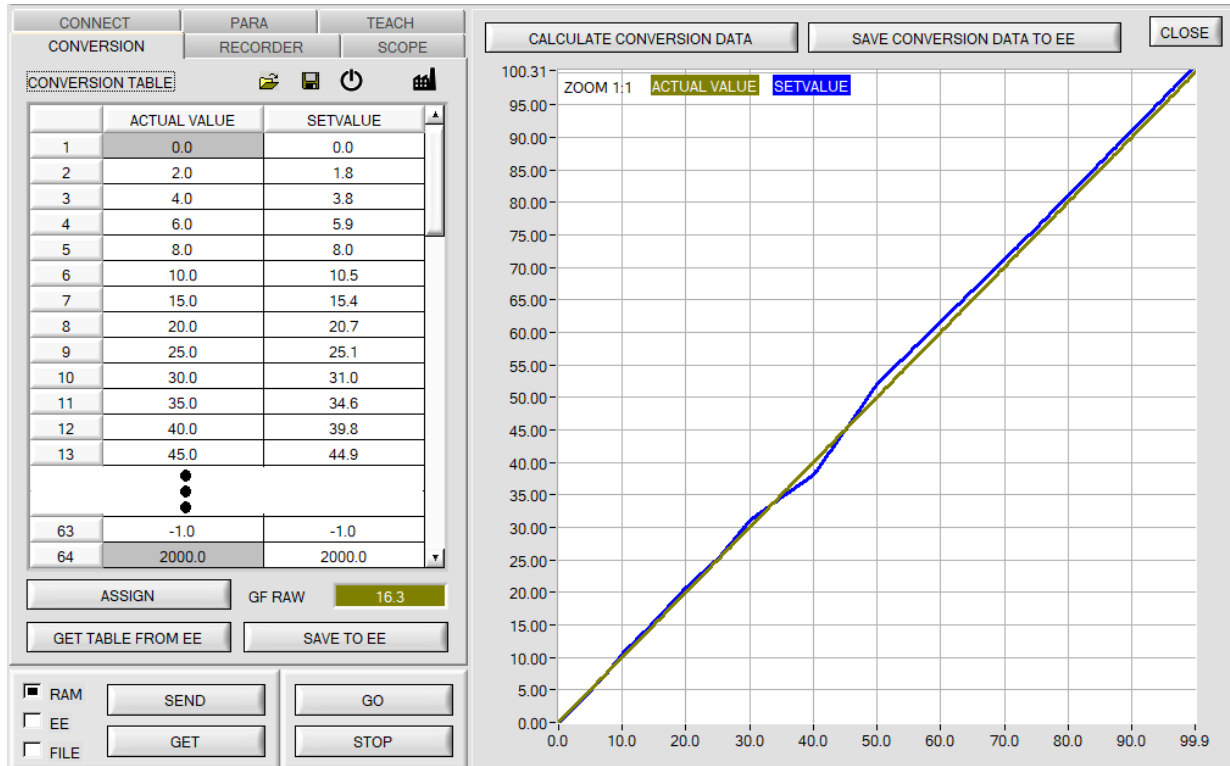 CONNECT PARA TEACH
CONVERSION RECORDER SCOPE
CONVERSION TABLE
ACTUAL VALUE SETVALUE
1 0.0 0.0
2 2.0 1.8
3 4.0 3.8
4 6.0 5.9
5 8.0 8.0
6 10.0 10.5
7 15.0 15.4
8 20.0 20.7
9 25.0 25.1
10 30.0 31.0
11 35.0 34.6
12 40.0 39.8
13 45.0 44.9
63 -1.0 -1.0
64 2000.0 2000.0
ASSIGN GF RAW 16.3
GET TABLE FROM EE SAVE TO EE
RAM SEND GO
EE
FILE GET STOP
CALCULATE CONVERSION DATA SAVE CONVERSION DATA TO EE CLOSE
ZOOM 1:1 ACTUAL VALUE SETVALUE
100.31
95.00
90.00
85.00
80.00
75.00
70.00
65.00
60.00
55.00
50.00
45.00
40.00
35.00
30.00
25.00
20.00
15.00
10.00
5.00
0.00
0.0 10.0 20.0 30.0 40.0 50.0 60.0 70.0 80.0 90.0 99.9